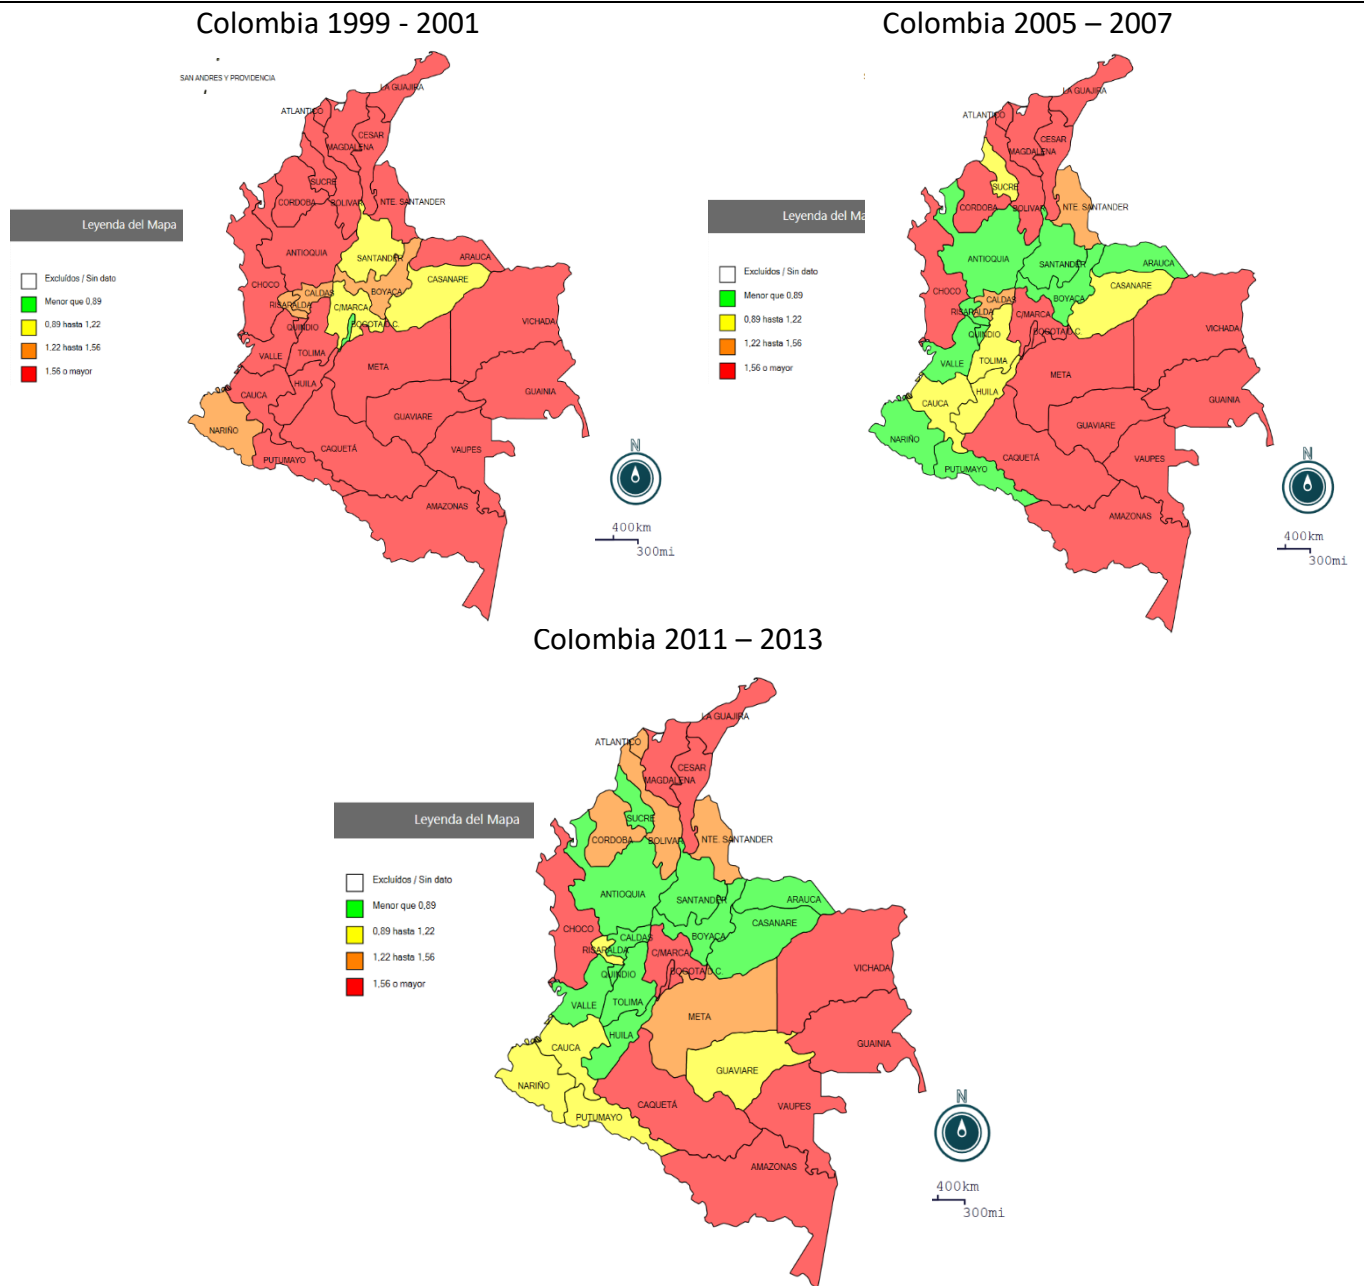 Colombia 1999 - 2001
SAN ANDRES Y PROVIDENCIA
LA GUAJIRA
ATLANTICO
CESAR
MAGDALENA
SUCRE
CORDOBA
BOLIVAR
NTE. SANTANDER
Leyenda del Mapa
ANTIOQUIA
SANTANDER
ARAUCA
Excluídos / Sin dato
CHOCO
CALDAS
BOYACA
CASANARE
Menor que 0,89
RISARALDA
C/MARCA
0,89 hasta 1,22
QUINDIO
BOGOTA D.C.
VICHADA
1,22 hasta 1,56
VALLE
TOLIMA
META
1,56 o mayor
HUILA
CAUCA
GUAINIA
GUAVIARE
NARIÑO
CAQUETÁ
VAUPES
PUTUMAYO
N
AMAZONAS
400km
300mi
Colombia 2005 – 2007
LA GUAJIRA
ATLANTICO
CESAR
MAGDALENA
SUCRE
CORDOBA
BOLIVAR
NTE. SANTANDER
Leyenda del Ma
ANTIOQUIA
SANTANDER
ARAUCA
Excluídos / Sin dato
CHOCO
CALDAS
BOYACA
CASANARE
Menor que 0,89
RISARALDA
C/MARCA
0,89 hasta 1,22
QUINDIO
BOGOTA D.C.
VICHADA
1,22 hasta 1,56
VALLE
TOLIMA
META
1,56 o mayor
HUILA
CAUCA
GUAINIA
GUAVIARE
NARIÑO
CAQUETÁ
VAUPES
PUTUMAYO
N
AMAZONAS
400km
300mi
Colombia 2011 – 2013
LA GUAJIRA
ATLANTICO
CESAR
MAGDALENA
Leyenda del Mapa
SUCRE
CORDOBA
BOLIVAR
NTE. SANTANDER
Excluídos / Sin dato
ANTIOQUIA
SANTANDER
ARAUCA
Menor que 0,89
CHOCO
CALDAS
BOYACA
CASANARE
0,89 hasta 1,22
RISARALDA
C/MARCA
1,22 hasta 1,56
QUINDIO
BOGOTA D.C.
VICHADA
1,56 o mayor
VALLE
TOLIMA
META
HUILA
CAUCA
GUAINIA
GUAVIARE
NARIÑO
CAQUETÁ
VAUPES
PUTUMAYO
N
AMAZONAS
400km
300mi